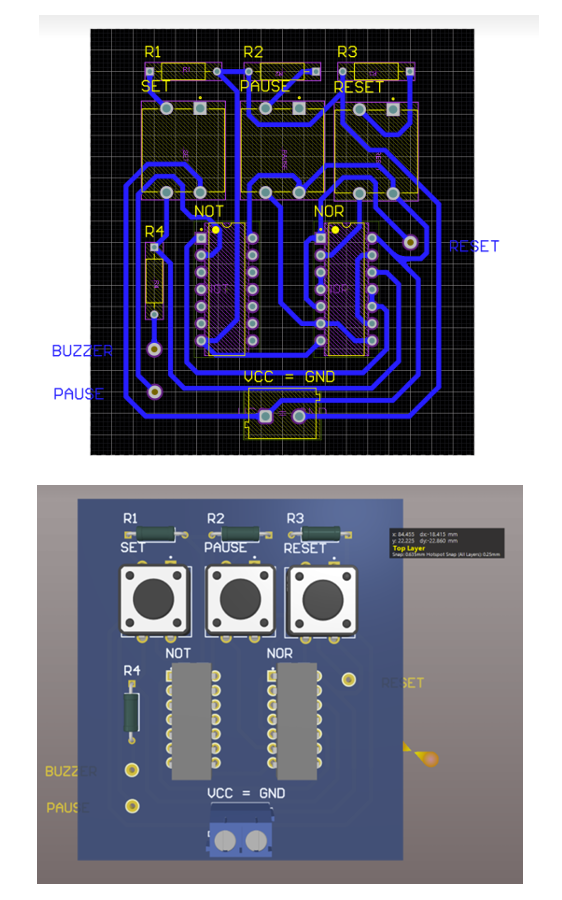 R1 R2 R3
SET PAUSE RESET
NOT NOR
R4
RESET
BUZZER
PAUSE
VCC = GND
R1 R2 R3
SET PAUSE RESET
x: 64.455 dx:-16.415 mm
y: 22.225 dy:-22.860 mm
Top Layer
Snap: 0.635mm Hotspot Snap (All Layers): 0.25mm
NOT NOR
R4
RESET
BUZZER
PAUSE
VCC = GND